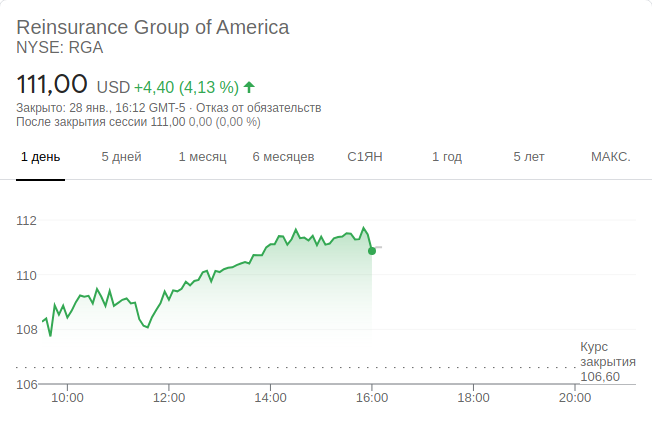 Reinsurance Group of America
NYSE: RGA
111,00 USD +4,40 (4,13 %)
Закрыто: 28 янв., 16:12 GMT-5 · Отказ от обязательств
После закрытия сессии 111,00 0,00 (0,00 %)
1 день 5 дней 1 месяц 6 месяцев С1ЯН 1 год 5 лет МАКС.
112
110
108
Курс
закрытия
106,60
106
10:00 12:00 14:00 16:00 18:00 20:00